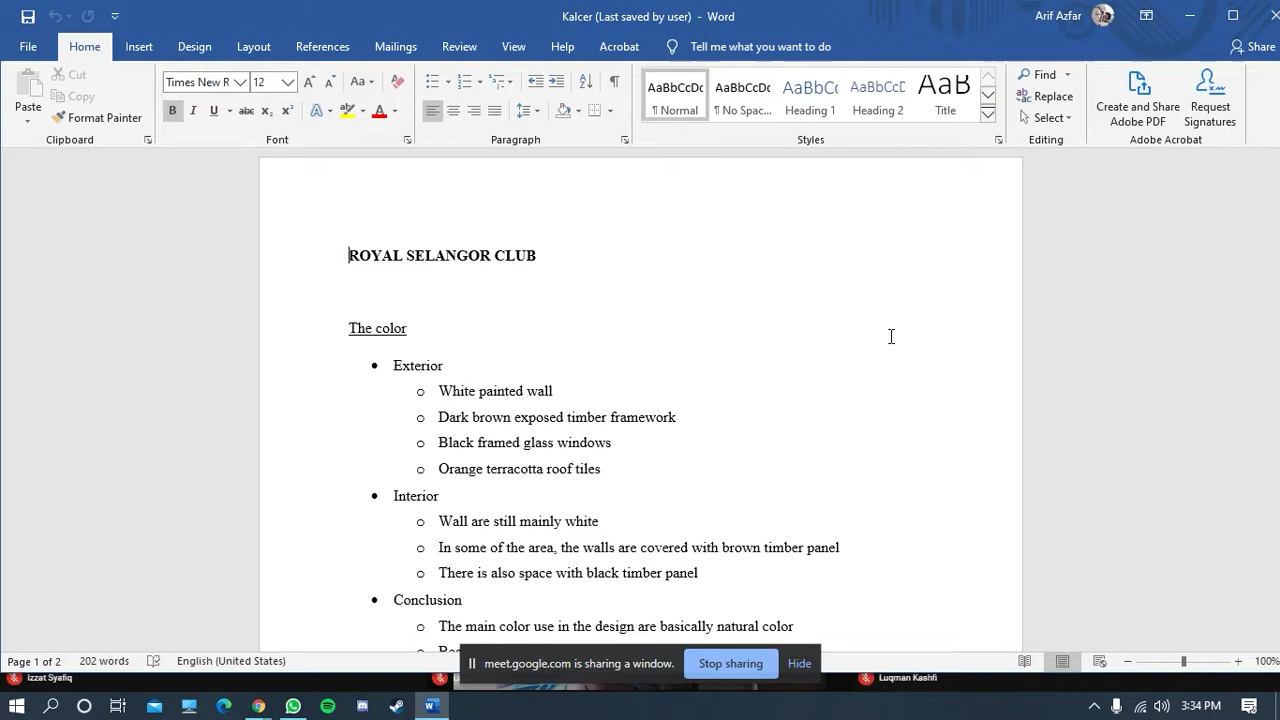 Kalcer (Last saved by user) - Word
Arif Azfar
File Home Insert Design Layout References Mailings Review View Help Acrobat Tell me what you want to do Share
Paste
Cut
Copy
Format Painter
Clipboard
Times New R 12
Aa
B I U abc x₂ x²
Font
Paragraph
AaBbCcDc AaBbCcDc AaBbCc AaBbCcD AaB
¶ Normal ¶ No Spac... Heading 1 Heading 2 Title
Styles
Find
Replace
Select
Editing
Create and Share Adobe PDF
Request Signatures
Adobe Acrobat
ROYAL SELANGOR CLUB
The color
• Exterior
o White painted wall
o Dark brown exposed timber framework
o Black framed glass windows
o Orange terracotta roof tiles
• Interior
o Wall are still mainly white
o In some of the area, the walls are covered with brown timber panel
o There is also space with black timber panel
• Conclusion
o The main color use in the design are basically natural color
meet.google.com is sharing a window. Stop sharing Hide
Page 1 of 2 202 words English (United States) 100%
Izzat Syafiq
Luqman Kashfi
3:34 PM